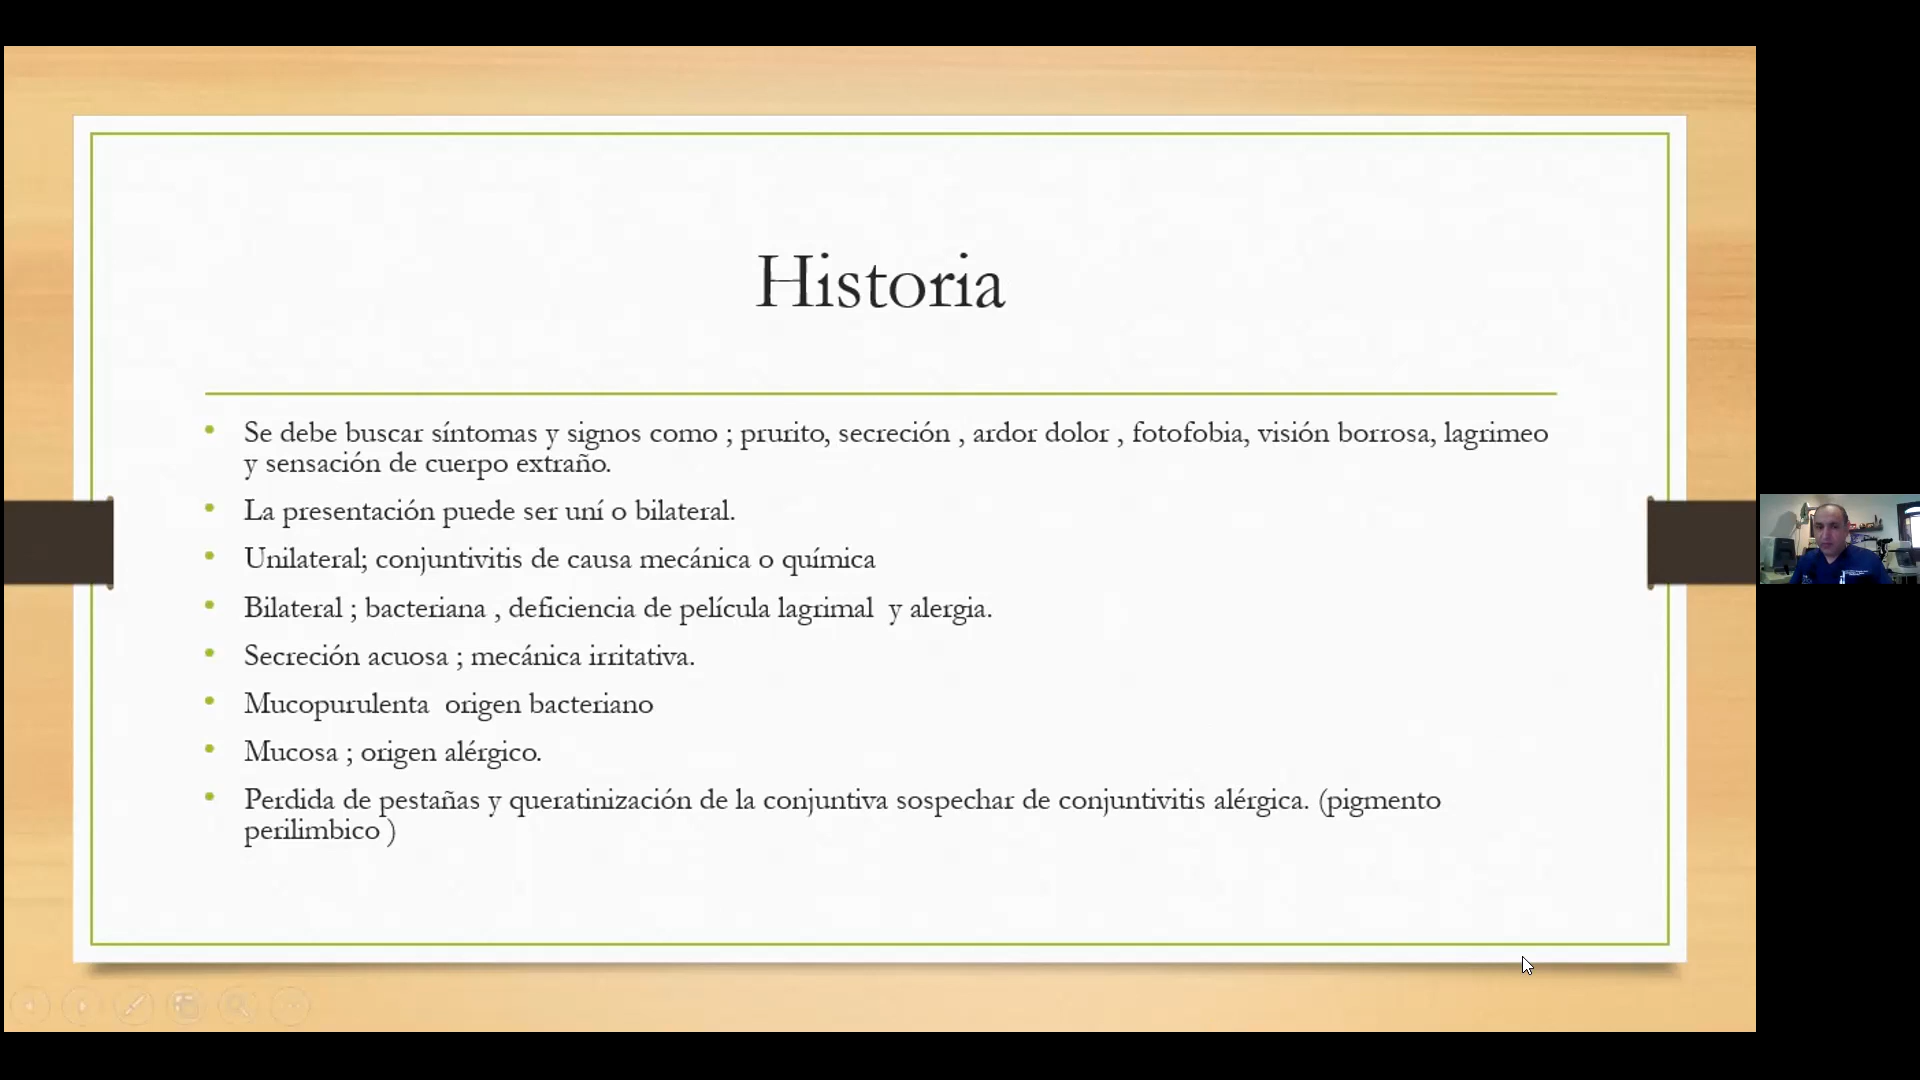 Historia
Se debe buscar síntomas y signos como ; prurito, secreción , ardor dolor , fotofobia, visión borrosa, lagrimeo
y sensación de cuerpo extraño.
La presentación puede ser uní o bilateral.
Unilateral; conjuntivitis de causa mecánica o química
Bilateral ; bacteriana , deficiencia de película lagrimal  y alergia.
Secreción acuosa ; mecánica irritativa.
Mucopurulenta  origen bacteriano
Mucosa ; origen alérgico.
Perdida de pestañas y queratinización de la conjuntiva sospechar de conjuntivitis alérgica. (pigmento
perilimbico )